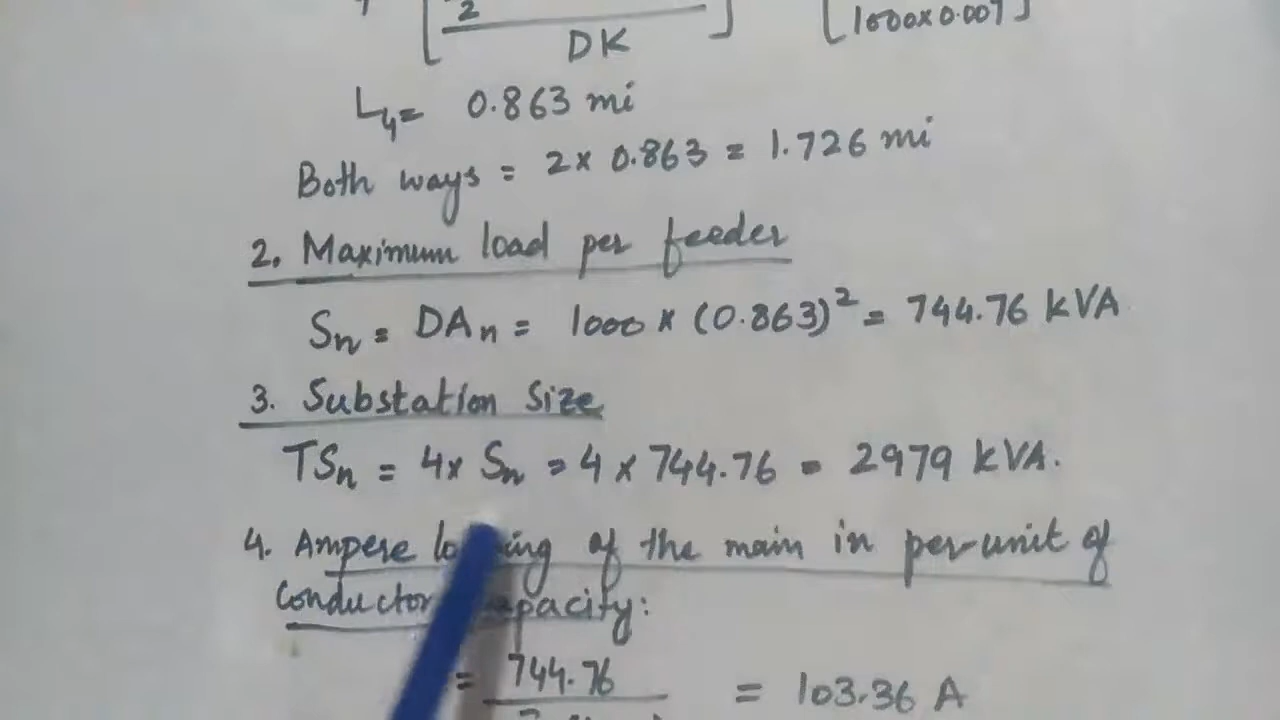 2
DK
1000x0.007
L4= 0.863 mi
Both ways = 2x 0.863 = 1.726 mi
2. Maximum load per feeder
Sn = DAn = 1000 x (0.863)² = 744.76 kVA
3. Substation Size
TSn = 4x Sn = 4 x 744.76 = 2979 kVA.
4. Ampere of the main in per-unit of
Conductor :
= 744.76 = 103.36 A